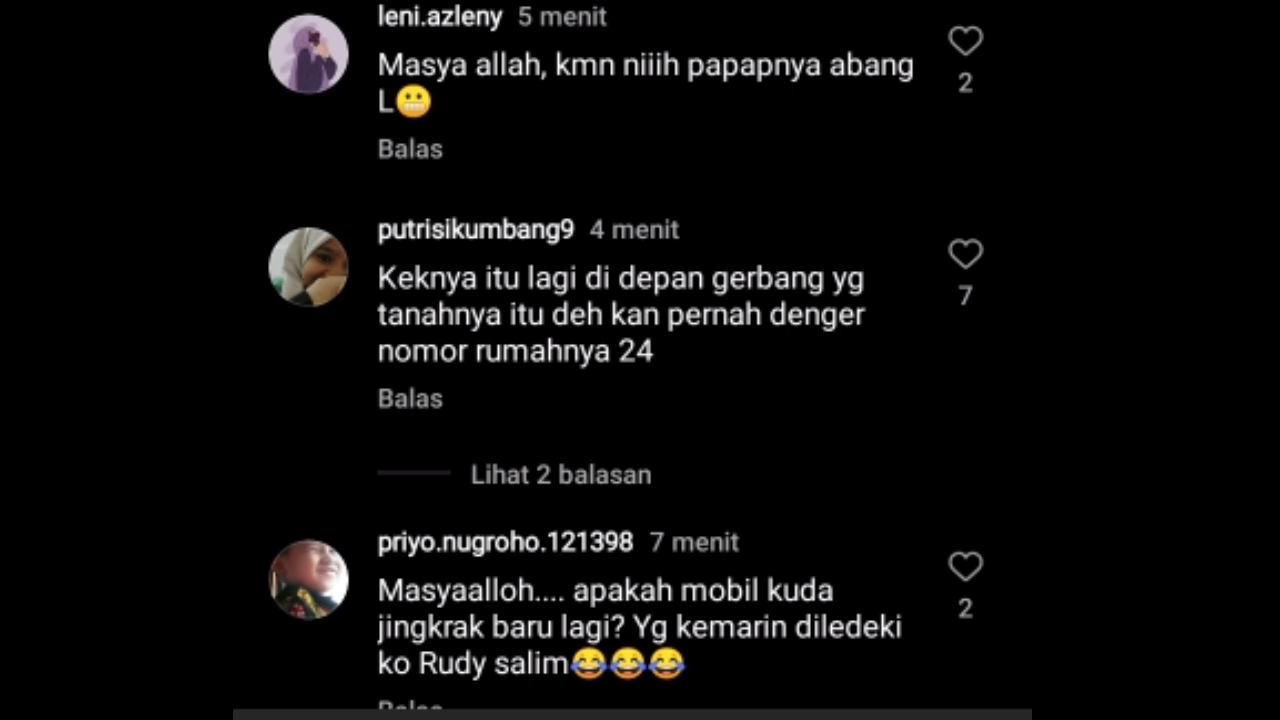 leni.azleny 5 menit
Masya allah, kmn niiih papapnya abang
L😬
2
Balas
putrisikumbang9 4 menit
Keknya itu lagi di depan gerbang yg
tanahnya itu deh kan pernah denger
nomor rumahnya 24
7
Balas
Lihat 2 balasan
priyo.nugroho.121398 7 menit
Masyaalloh.... apakah mobil kuda
jingkrak baru lagi? Yg kemarin diledeki
ko Rudy salim😂😂😂
2
Balas